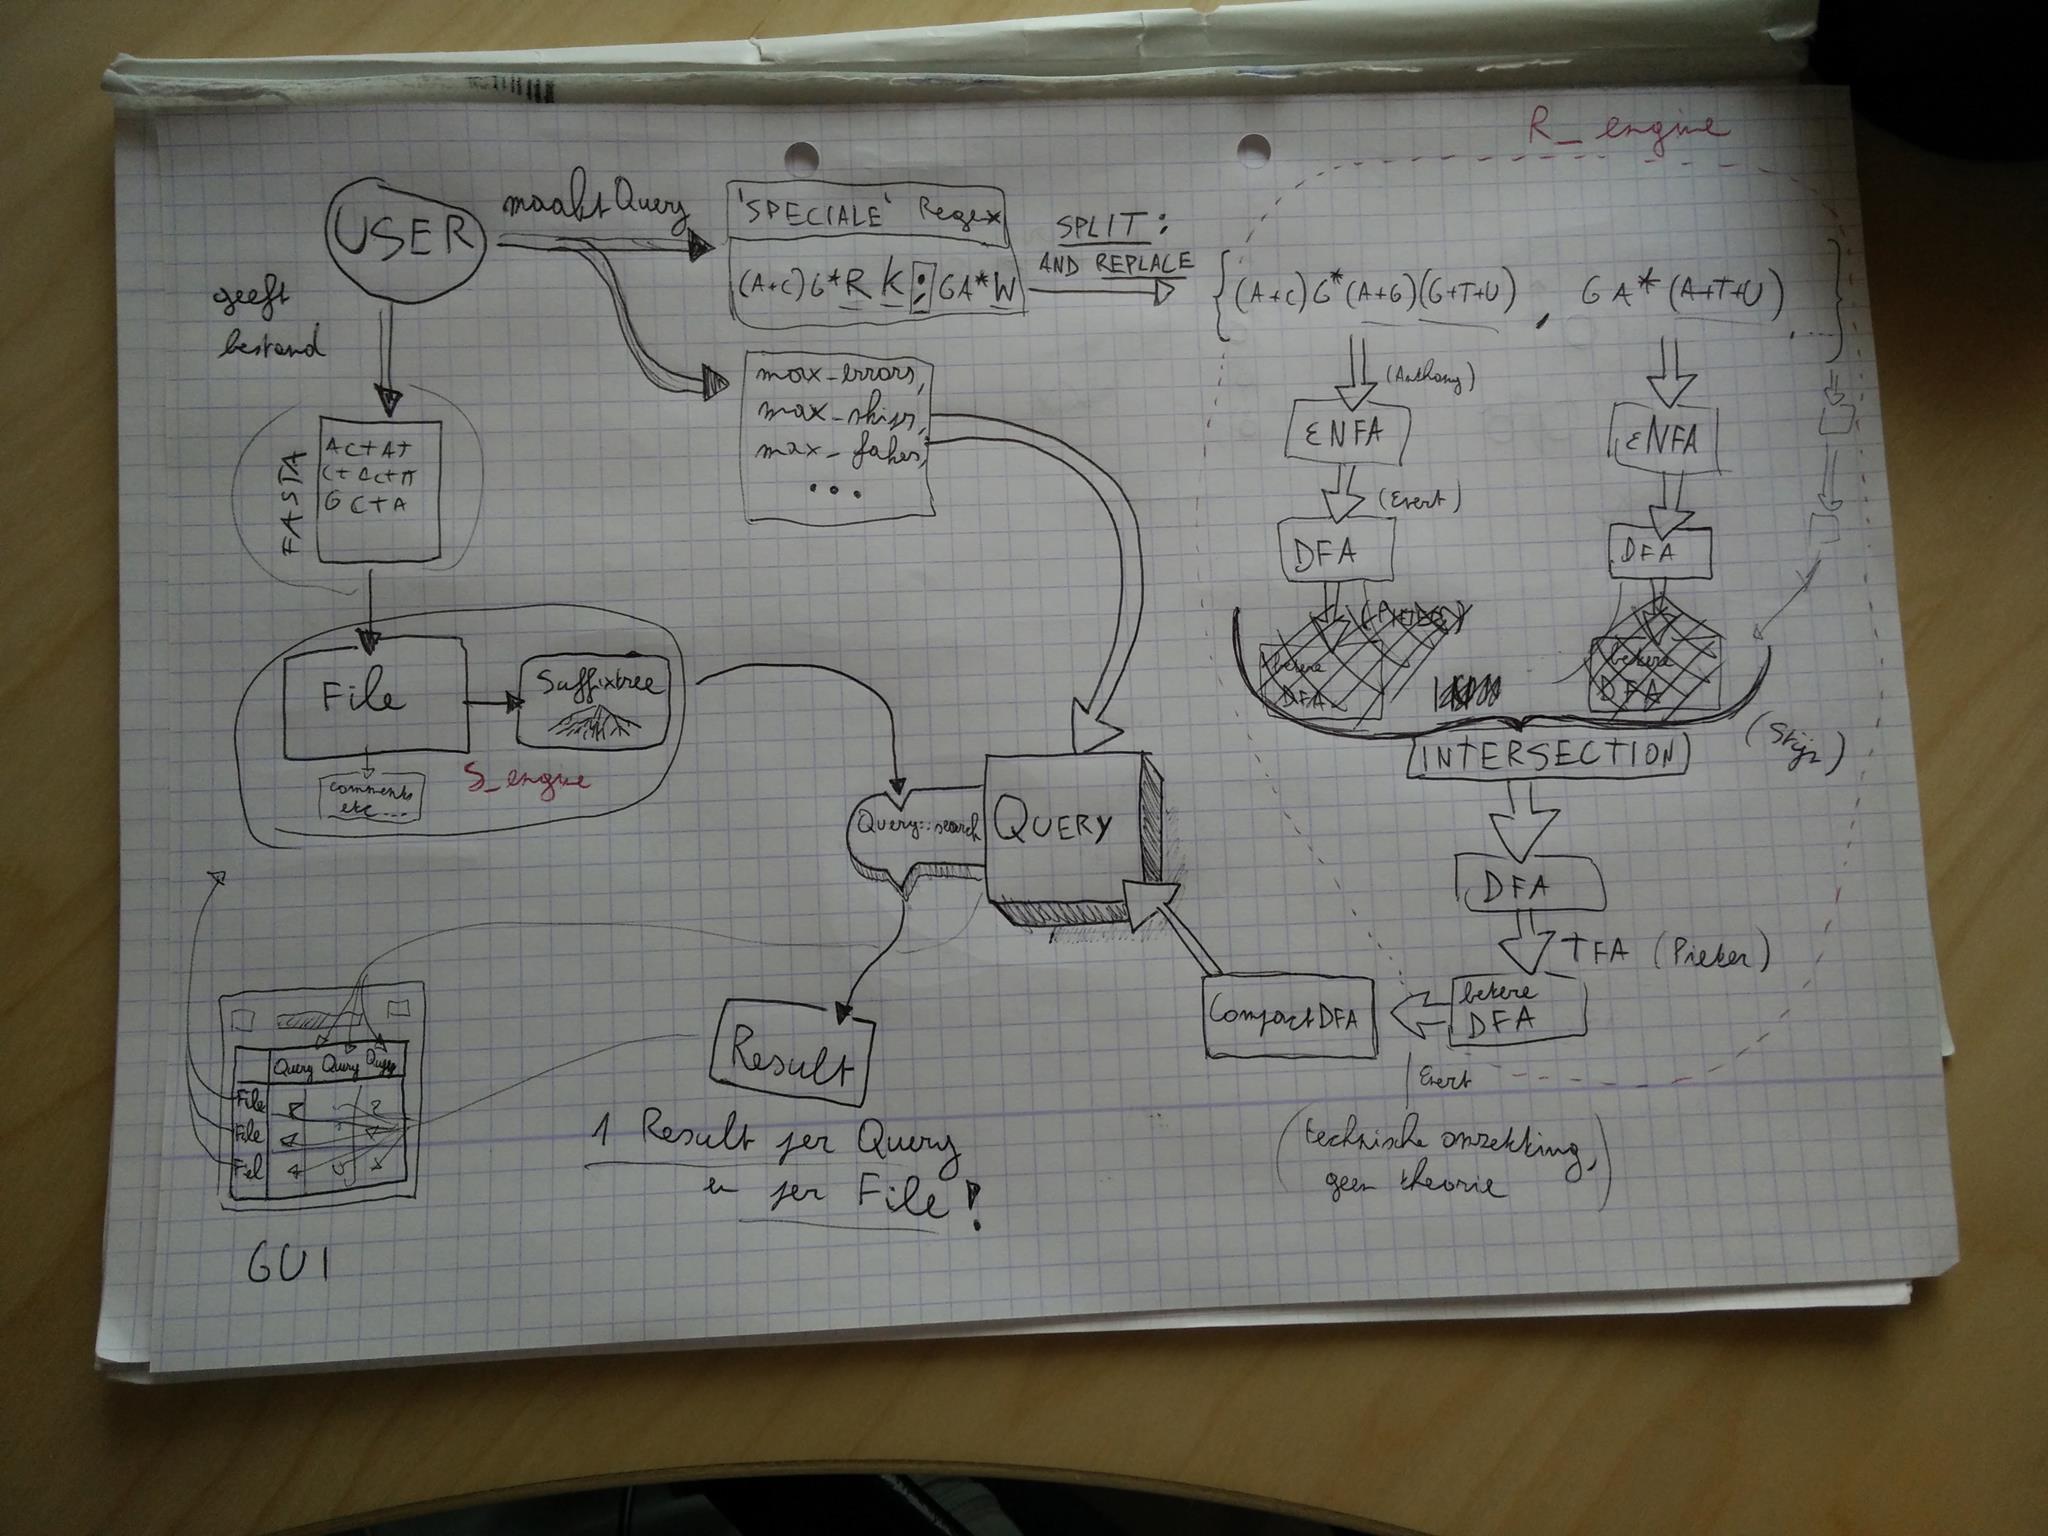 R_engine
USER
maakt Query
'SPECIALE' Regex
(A+C)G*R K : GA*W
SPLIT:
AND REPLACE
{(A+C)G*(A+G)(G+T+U) , GA*(A+T+U) , ...}
geeft
bestand
FASTA
ACTAT
CTACTA
GCTA
max_errors,
max_skips,
max_fakes,
...
(Anthony)
εNFA
εNFA
(Evert)
DFA
DFA
betere
DFA
betere
DFA
File
Suffixtree
comments
etc...
S_engine
INTERSECTION
(Stijn)
Query::search
QUERY
DFA
TFA (Pieter)
betere
DFA
CompactDFA
Evert
(technische omzetting,
geen theorie)
Result
1 Result per Query
en per File!
Query Query Query
File
File
Fil
GUI